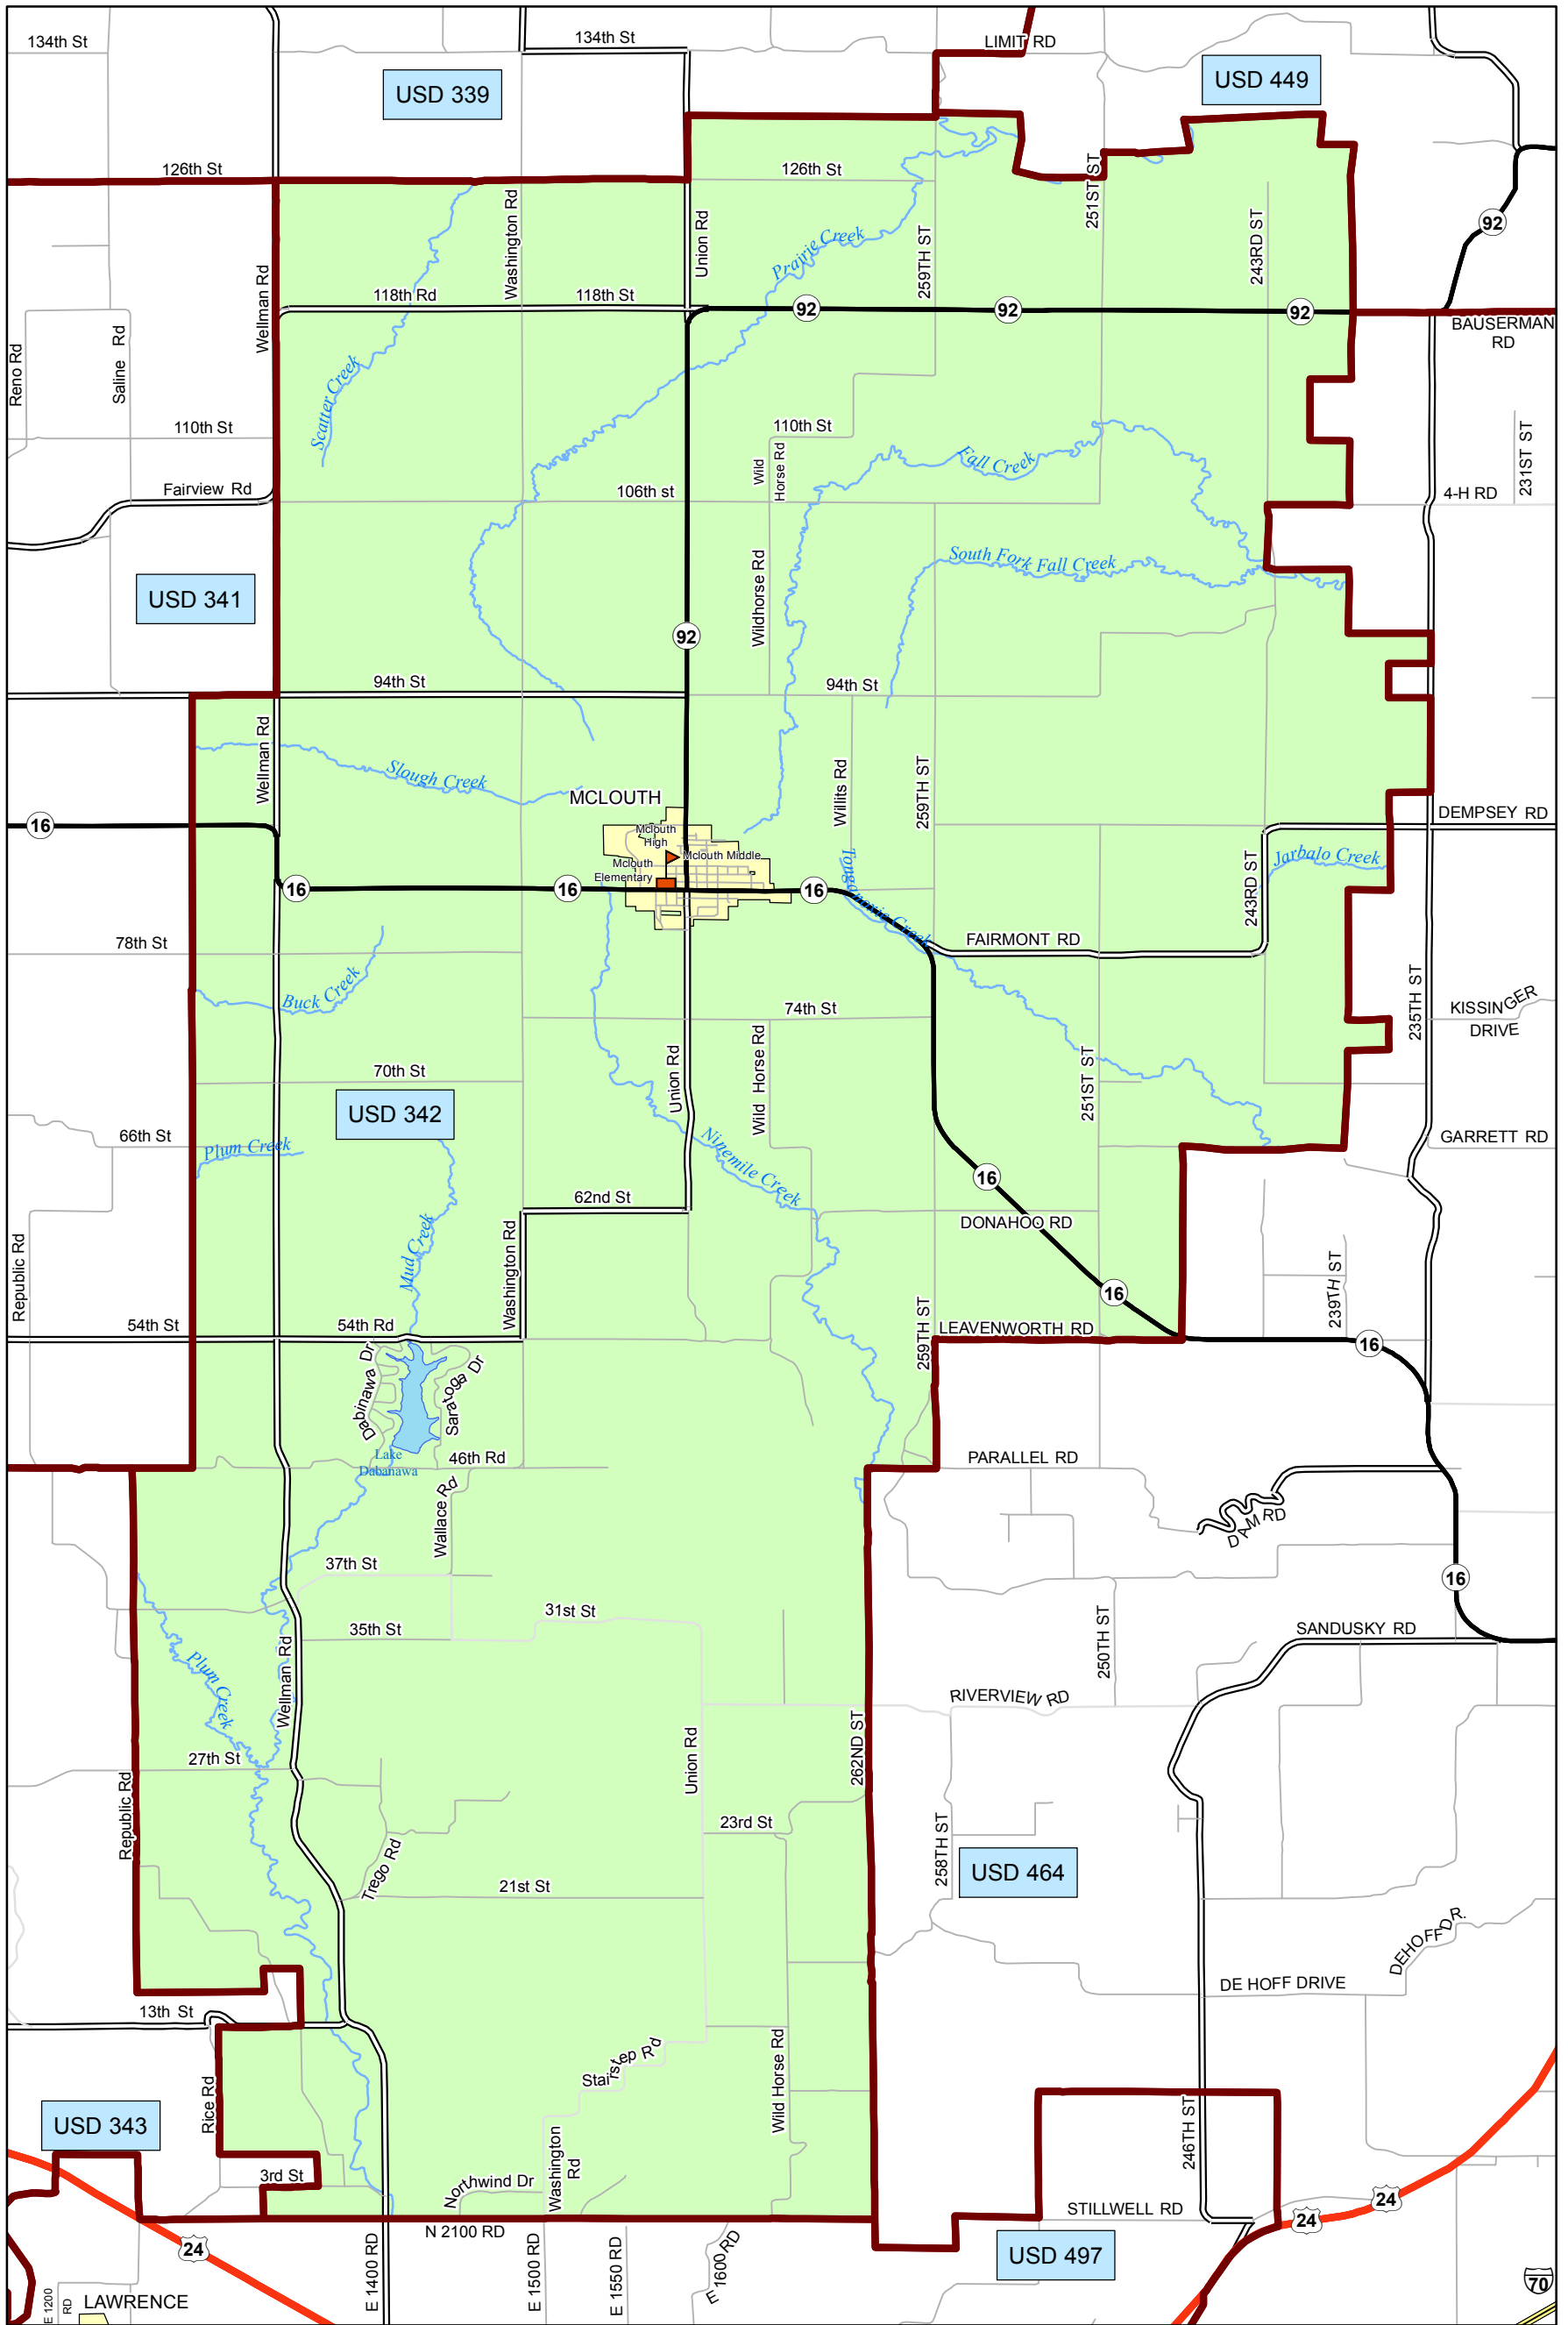 134th St
134th St
LIMIT RD
USD 339
USD 449
126th St
126th St
251ST ST
92
Washington Rd
Union Rd
Prairie Creek
259TH ST
243RD ST
Wellman Rd
118th Rd
118th St
92
92
92
BAUSERMAN
RD
Reno Rd
Saline Rd
Scatter Creek
110th St
110th St
Wild
Horse Rd
Fall Creek
231ST ST
Fairview Rd
106th st
4-H RD
South Fork Fall Creek
USD 341
Wildhorse Rd
92
94th St
94th St
Wellman Rd
Slough Creek
MCLOUTH
Willits Rd
259TH ST
16
DEMPSEY RD
Mclouth
High
Mclouth Middle
Mclouth
Elementary
Tonganoxie Creek
Jarbalo Creek
16
16
16
243RD ST
78th St
FAIRMONT RD
Buck Creek
74th St
235TH ST
KISSINGER
DRIVE
Wild Horse Rd
Union Rd
251ST ST
70th St
USD 342
66th St
Plum Creek
Ninemile Creek
GARRETT RD
16
62nd St
DONAHOO RD
Mud Creek
Washington Rd
Republic Rd
239TH ST
16
54th St
54th Rd
259TH ST
LEAVENWORTH RD
16
Dabinawa Dr
Saratoga Dr
Lake
Dabanawa
46th Rd
PARALLEL RD
Wallace Rd
DAM RD
37th St
16
31st St
35th St
250TH ST
SANDUSKY RD
Wellman Rd
Plum Creek
RIVERVIEW RD
27th St
Union Rd
262ND ST
Republic Rd
23rd St
258TH ST
Trego Rd
USD 464
21st St
DEHOFF DR.
DE HOFF DRIVE
13th St
Stairstep Rd
Wild Horse Rd
Rice Rd
USD 343
246TH ST
Washington
Rd
3rd St
Northwind Dr
24
STILLWELL RD
24
N 2100 RD
24
USD 497
E 1400 RD
E 1500 RD
E 1550 RD
E 1600 RD
70
E 1200
RD
LAWRENCE